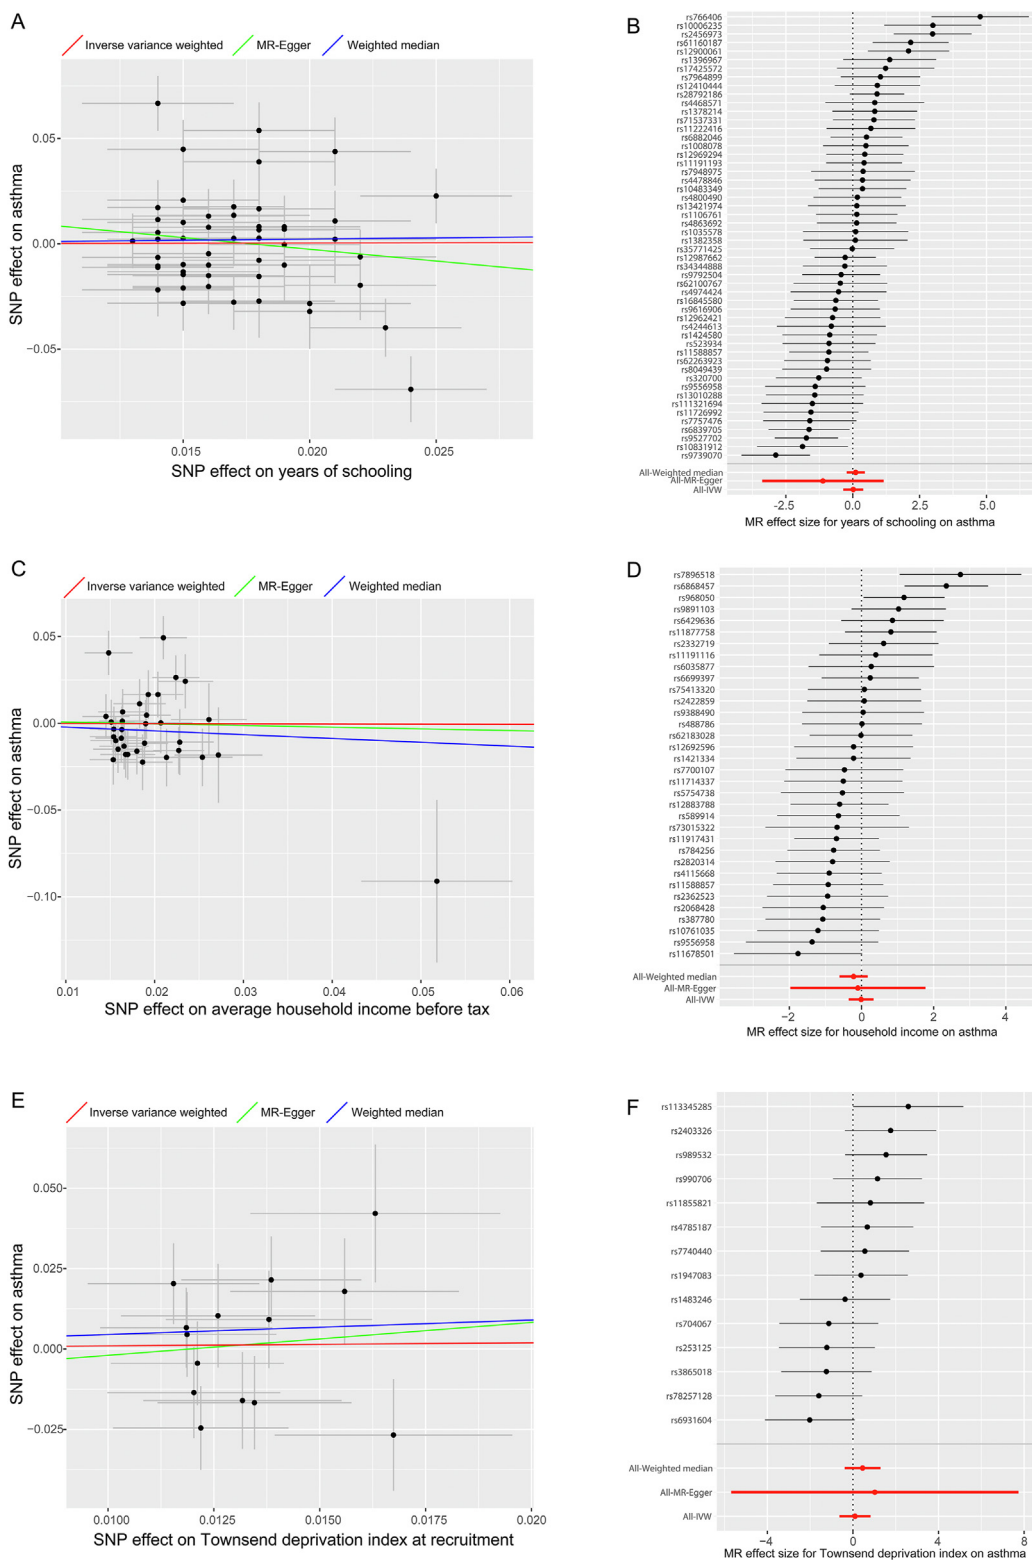 A
Inverse variance weighted MR-Egger Weighted median
0.05
0.00
−0.05
SNP effect on asthma
0.015 0.020 0.025
SNP effect on years of schooling
B
rs766406
rs10006235
rs2456973
rs61160187
rs12900061
rs1396967
rs17425572
rs7964899
rs12410444
rs28792186
rs4468571
rs1378214
rs71537331
rs11222416
rs6882046
rs1008078
rs12969294
rs11191193
rs7948975
rs4478846
rs10483349
rs4800490
rs13421974
rs1106761
rs4863692
rs1035578
rs1382358
rs35771425
rs12987662
rs34344888
rs9792504
rs62100767
rs4974424
rs16845580
rs9616906
rs12962421
rs4244613
rs1424580
rs523934
rs11588857
rs62263923
rs8049439
rs320700
rs9556958
rs13010288
rs111321694
rs11726992
rs7757476
rs6839705
rs9527702
rs10831912
rs9739070
All-Weighted median
All-MR-Egger
All-IVW
-2.5 0.0 2.5 5.0
MR effect size for years of schooling on asthma
C
Inverse variance weighted MR-Egger Weighted median
0.05
0.00
−0.05
−0.10
SNP effect on asthma
0.01 0.02 0.03 0.04 0.05 0.06
SNP effect on average household income before tax
D
rs7896518
rs6868457
rs968050
rs9891103
rs6429636
rs11877758
rs2332719
rs11191116
rs6035877
rs6699397
rs75413320
rs2422859
rs9388490
rs488786
rs62183028
rs12692596
rs1421334
rs7700107
rs11714337
rs5754738
rs12883788
rs589914
rs73015322
rs11917431
rs784256
rs2820314
rs4115668
rs11588857
rs2362523
rs2068428
rs387780
rs10761035
rs9556958
rs11678501
All-Weighted median
All-MR-Egger
All-IVW
−2 0 2 4
MR effect size for household income on asthma
E
Inverse variance weighted MR-Egger Weighted median
0.050
0.025
0.000
−0.025
SNP effect on asthma
0.0100 0.0125 0.0150 0.0175 0.020
SNP effect on Townsend deprivation index at recruitment
F
rs113345285
rs2403326
rs989532
rs990706
rs11855821
rs4785187
rs7740440
rs1947083
rs1483246
rs704067
rs253125
rs3865018
rs78257128
rs6931604
All-Weighted median
All-MR-Egger
All-IVW
−4 0 4 8
MR effect size for Townsend deprivation index on asthma